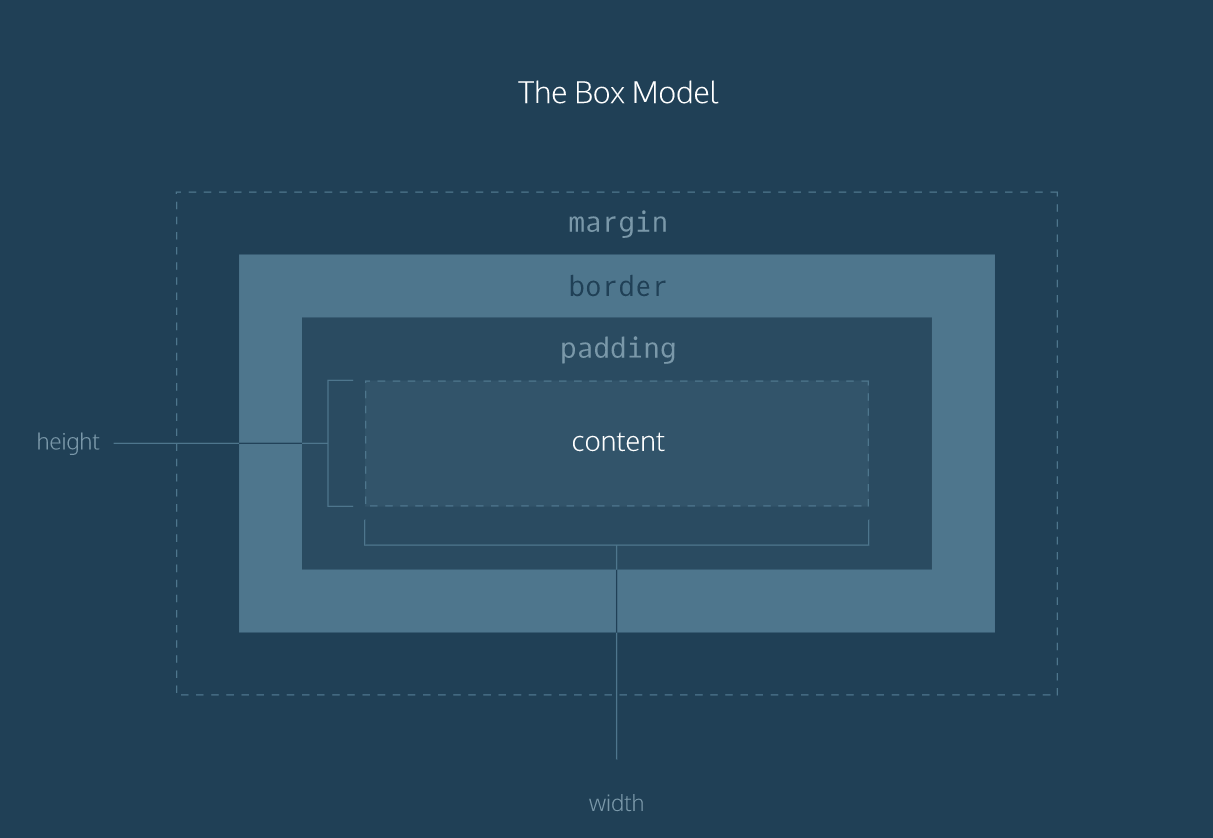 The Box Model
margin
border
padding
height
content
width